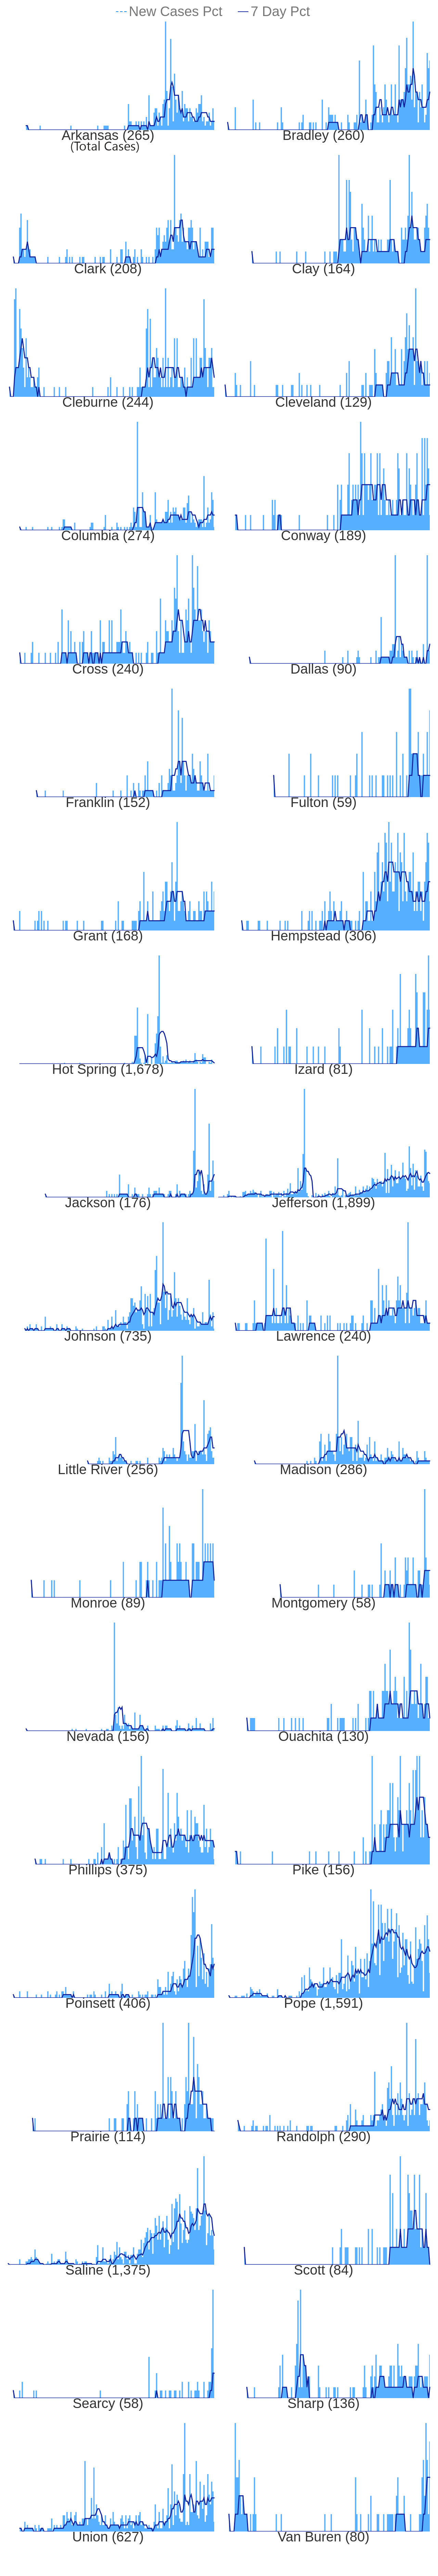 New Cases Pct 7 Day Pct
Arkansas (265) Bradley (260)
(Total Cases)
Clark (208) Clay (164)
Cleburne (244) Cleveland (129)
Columbia (274) Conway (189)
Cross (240) Dallas (90)
Franklin (152) Fulton (59)
Grant (168) Hempstead (306)
Hot Spring (1,678) Izard (81)
Jackson (176) Jefferson (1,899)
Johnson (735) Lawrence (240)
Little River (256) Madison (286)
Monroe (89) Montgomery (58)
Nevada (156) Ouachita (130)
Phillips (375) Pike (156)
Poinsett (406) Pope (1,591)
Prairie (114) Randolph (290)
Saline (1,375) Scott (84)
Searcy (58) Sharp (136)
Union (627) Van Buren (80)